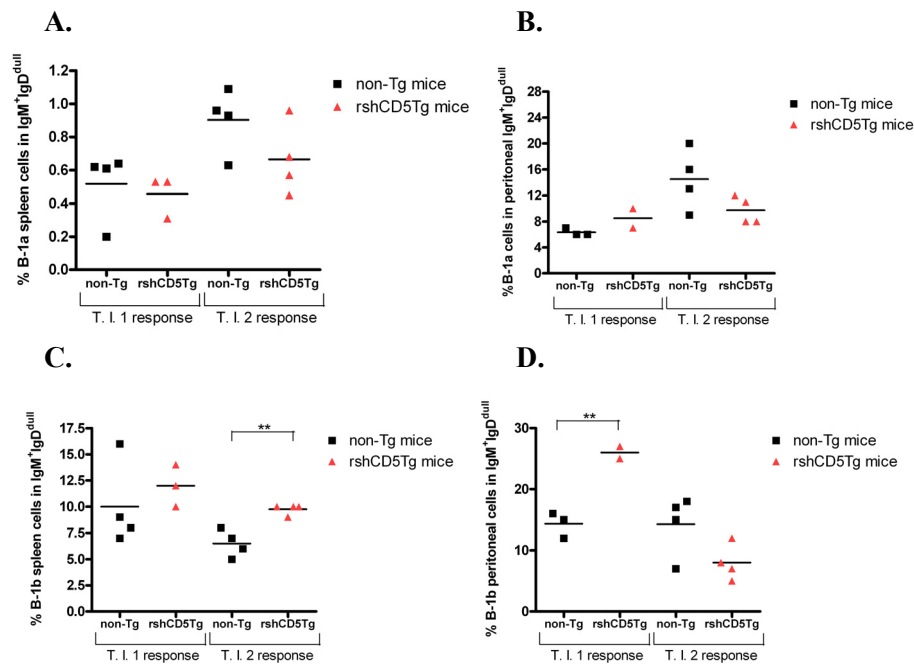 A.
% B-1a spleen cells in IgM+IgDdull
1.2
1.0
0.8
0.6
0.4
0.2
0.0
non-Tg rshCD5Tg non-Tg rshCD5Tg
T. I. 1 response T. I. 2 response
non-Tg mice
rshCD5Tg mice
B.
%B-1a cells in peritoneal IgM+IgDdull
28
24
20
16
12
8
4
0
non-Tg rshCD5Tg non-Tg rshCD5Tg
T. I. 1 response T. I. 2 response
non-Tg mice
rshCD5Tg mice
C.
% B-1b spleen cells in IgM+IgDdull
17.5
15.0
12.5
10.0
7.5
5.0
2.5
0.0
**
non-Tg rshCD5Tg non-Tg rshCD5Tg
T. I. 1 response T. I. 2 response
non-Tg mice
rshCD5Tg mice
D.
% B-1b peritoneal cells in IgM+IgDdull
30
20
10
0
**
non-Tg rshCD5Tg non-Tg rshCD5Tg
T. I. 1 response T. I. 2 response
non-Tg mice
rshCD5Tg mice